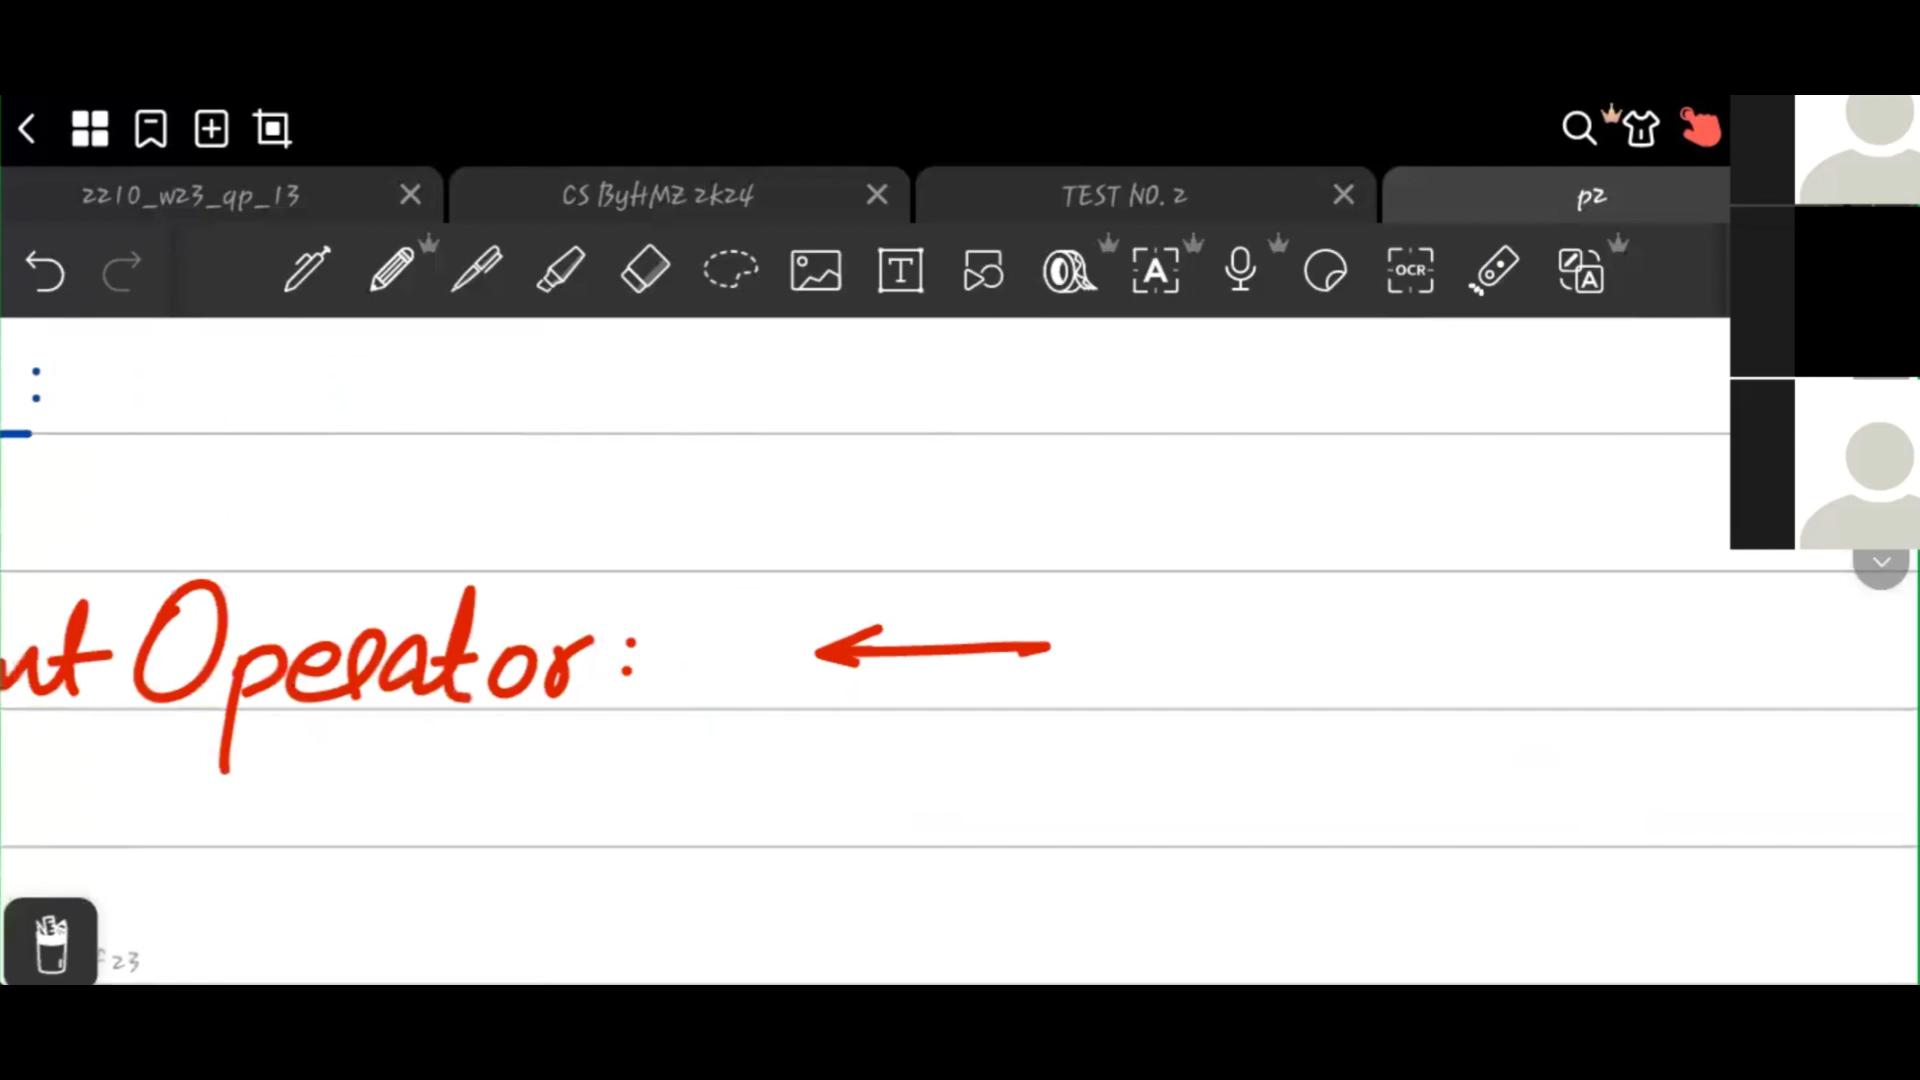 2210_w23_qp_13
CS ByHMZ 2k24
TEST NO. 2
p2
T
A
OCR
A
:
nt Operator: ←
f 23